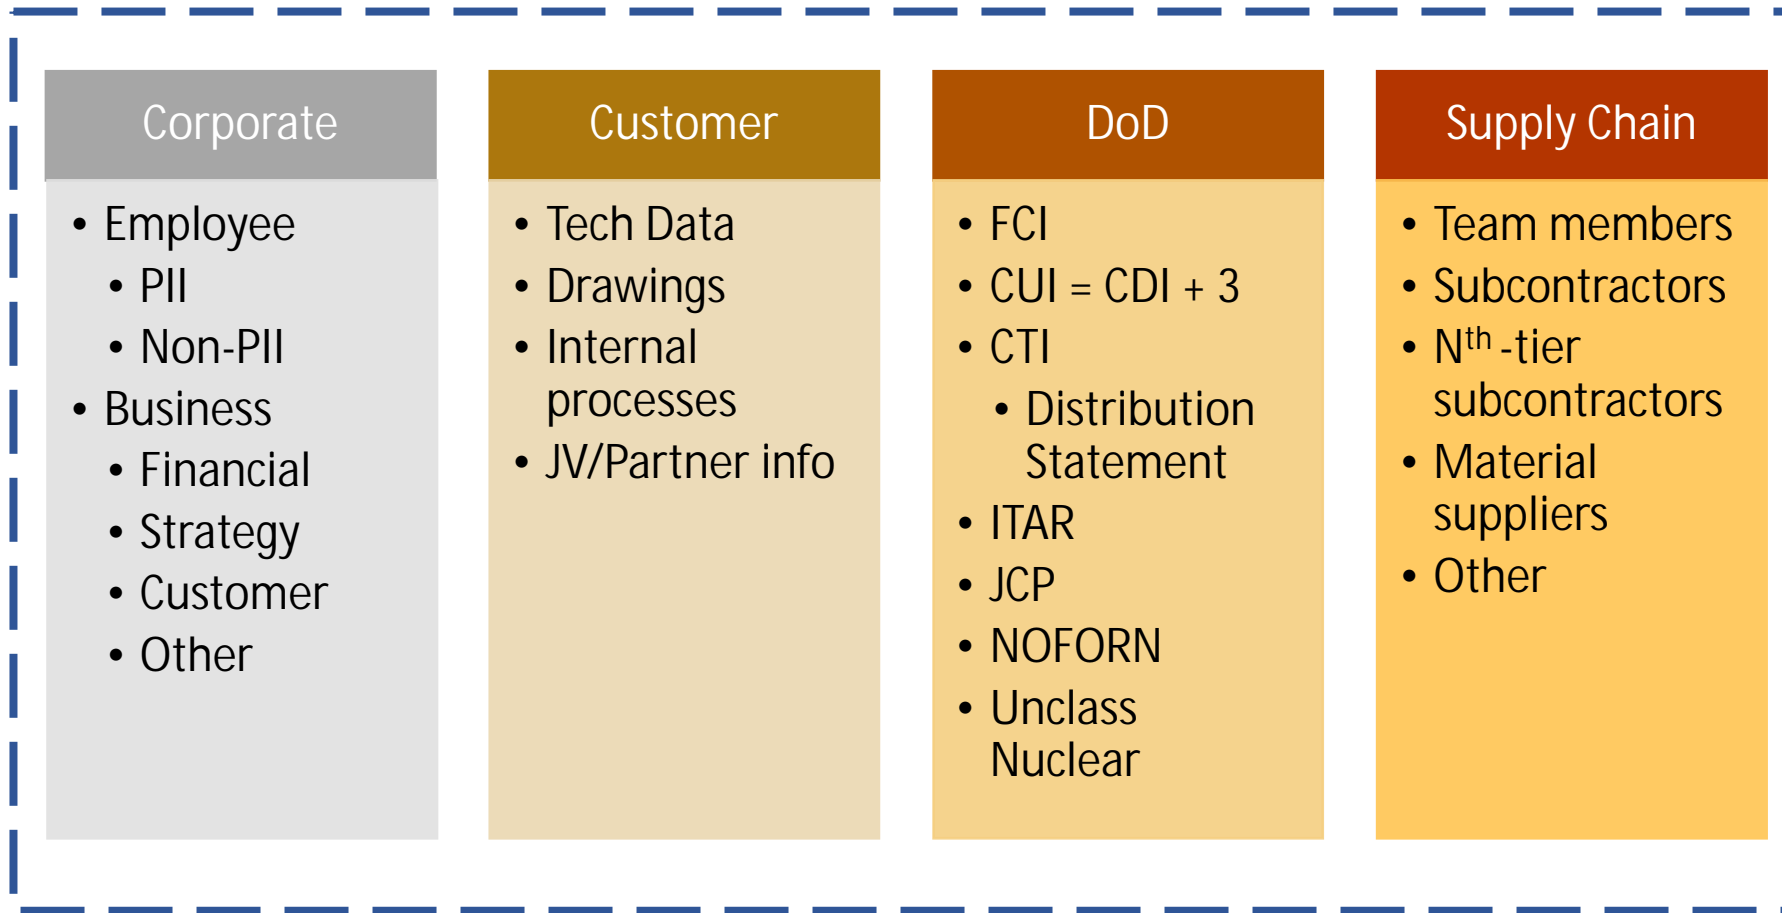 Corporate
• Employee
• PII
• Non-PII
• Business
• Financial
• Strategy
• Customer
• Other
Customer
• Tech Data
• Drawings
• Internal
processes
• JV/Partner info
DoD
• FCI
• CUI = CDI + 3
• CTI
• Distribution
Statement
• ITAR
• JCP
• NOFORN
• Unclass
Nuclear
Supply Chain
• Team members
• Subcontractors
• Nth -tier
subcontractors
• Material
suppliers
• Other